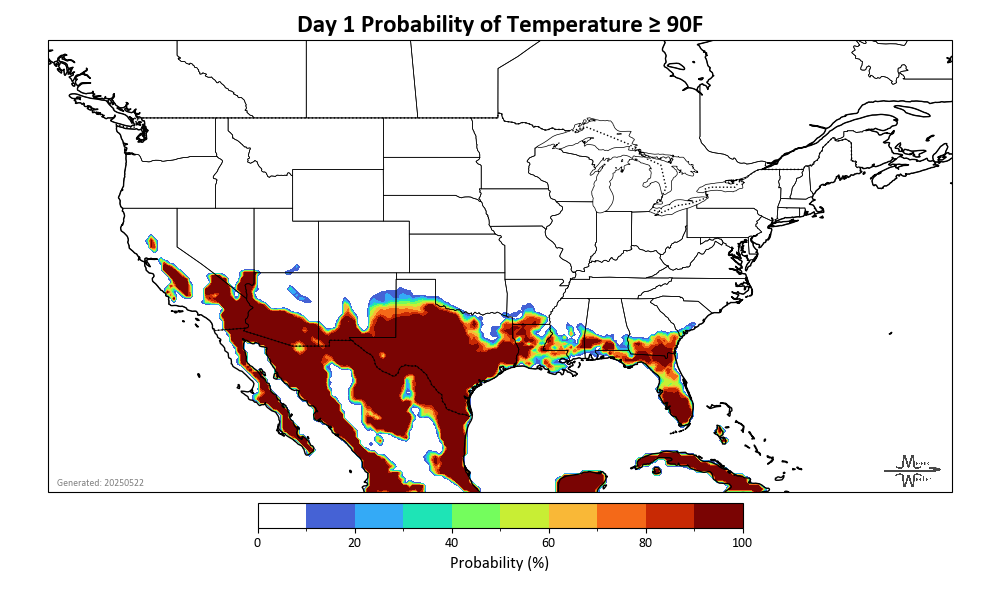 Day 1 Probability of Temperature ≥ 90F
Generated: 20250522
0 20 40 60 80 100
Probability (%)